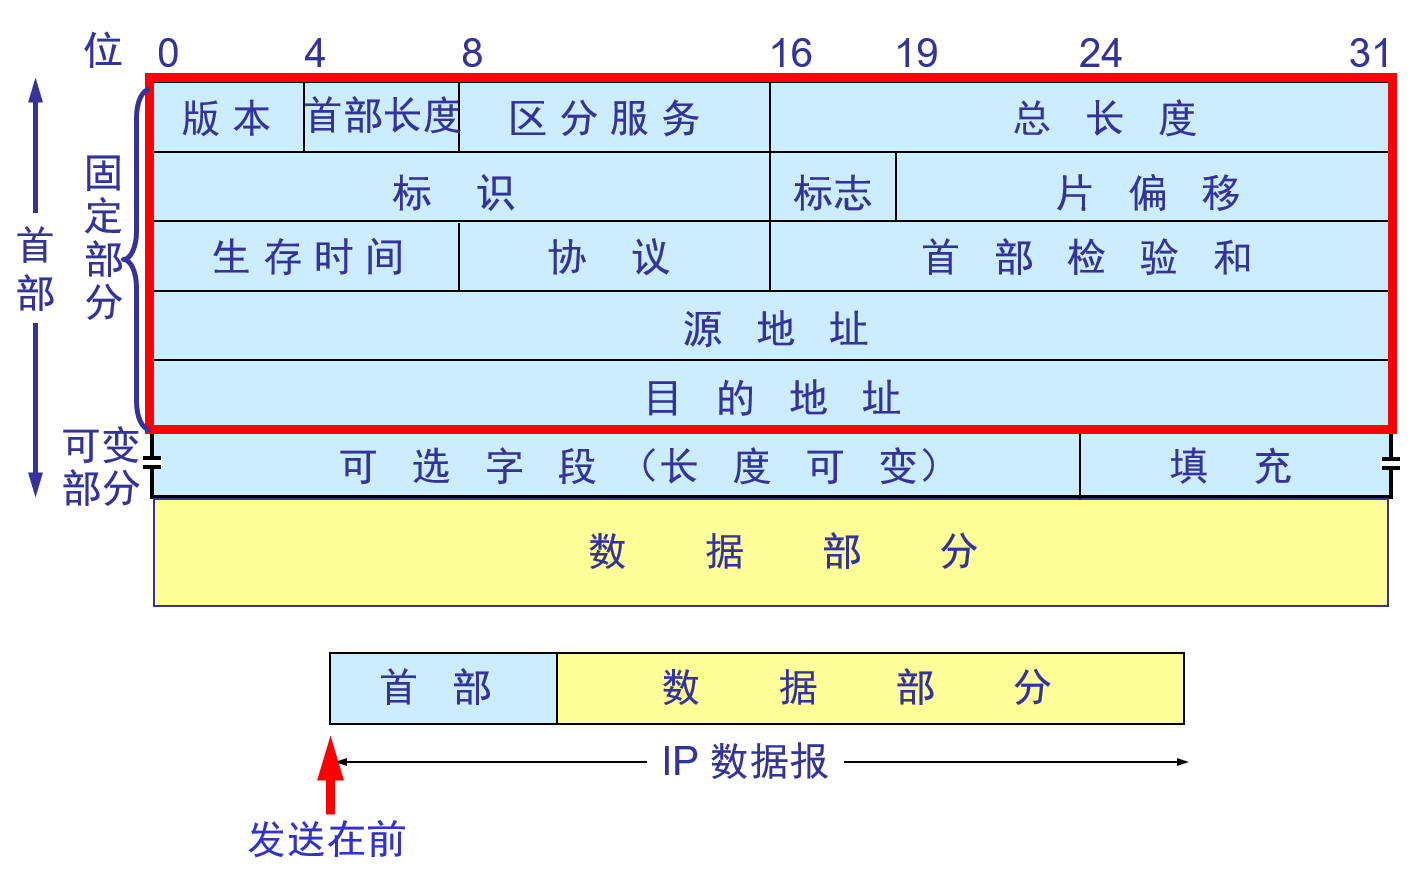 位 0 4 8 16 19 24 31
版本 首部长度 区分服务 总长度
标识 标志 片偏移
生存时间 协议 首部检验和
源地址
目的地址
可选字段（长度可变） 填充
数据部分
首部
固定部分
可变
部分
首部 数据部分
IP 数据报
发送在前